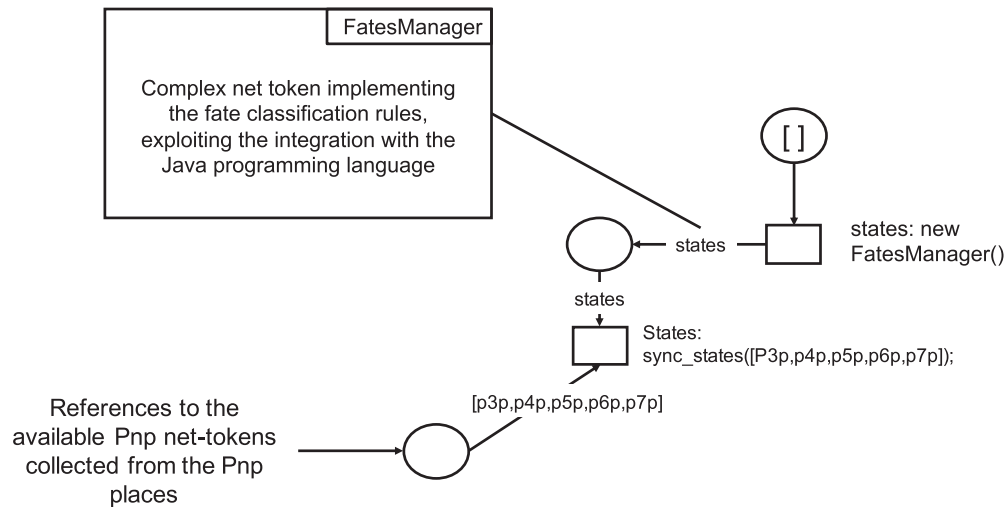 FatesManager
Complex net token implementing
the fate classification rules,
exploiting the integration with the
Java programming language
[ ]
states: new
FatesManager()
states
states
States:
sync_states([P3p,p4p,p5p,p6p,p7p]);
[p3p,p4p,p5p,p6p,p7p]
References to the
available Pnp net-tokens
collected from the Pnp
places